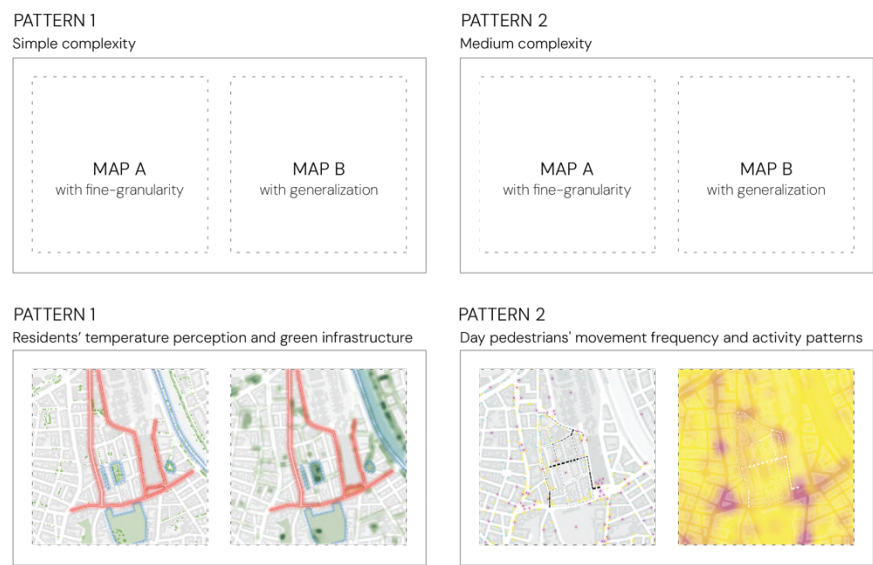 PATTERN 1
Simple complexity
MAP A
with fine-granularity
MAP B
with generalization
PATTERN 2
Medium complexity
MAP A
with fine-granularity
MAP B
with generalization
PATTERN 1
Residents’ temperature perception and green infrastructure
PATTERN 2
Day pedestrians' movement frequency and activity patterns